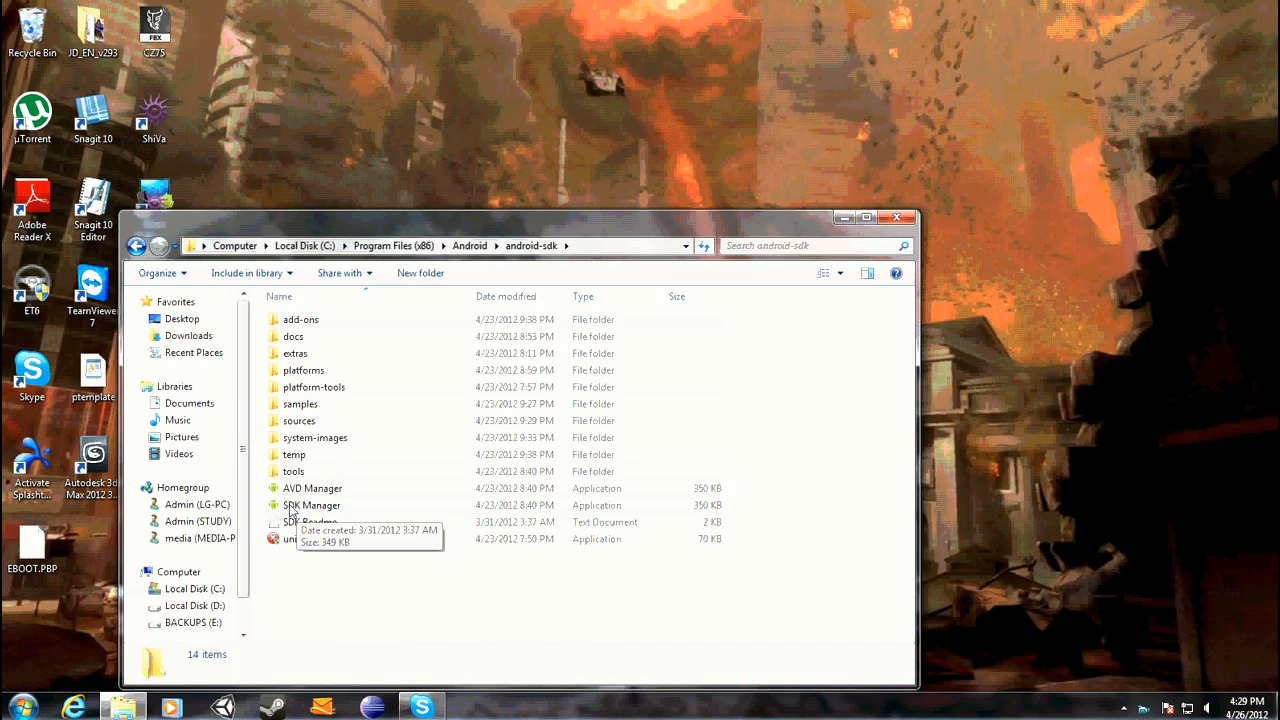 Recycle Bin
JD_EN_v293
FBX
CZ75
µTorrent
Snagit 10
ShiVa
Adobe Reader X
Snagit 10 Editor
ET6
TeamViewer 7
Skype
ptemplate
Activate Splasht...
Autodesk 3d Max 2012 3...
EBOOT.PBP
Computer
Local Disk (C:)
Program Files (x86)
Android
android-sdk
Search android-sdk
Organize
Include in library
Share with
New folder
Favorites
Desktop
Downloads
Recent Places
Libraries
Documents
Music
Pictures
Videos
Homegroup
Admin (LG-PC)
Admin (STUDY)
media (MEDIA-P
Computer
Local Disk (C:)
Local Disk (D:)
BACKUPS (E:)
Name Date modified Type Size
add-ons 4/23/2012 9:38 PM File folder
docs 4/23/2012 8:53 PM File folder
extras 4/23/2012 8:11 PM File folder
platforms 4/23/2012 8:59 PM File folder
platform-tools 4/23/2012 7:57 PM File folder
samples 4/23/2012 9:27 PM File folder
sources 4/23/2012 9:29 PM File folder
system-images 4/23/2012 9:33 PM File folder
temp 4/23/2012 9:38 PM File folder
tools 4/23/2012 8:40 PM File folder
AVD Manager 4/23/2012 8:40 PM Application 350 KB
SDK Manager 4/23/2012 8:40 PM Application 350 KB
SDK Readme 3/31/2012 3:37 AM Text Document 2 KB
uni 4/23/2012 7:50 PM Application 70 KB
Date created: 3/31/2012 3:37 AM
Size: 349 KB
14 items
4:29 PM
4/26/2012